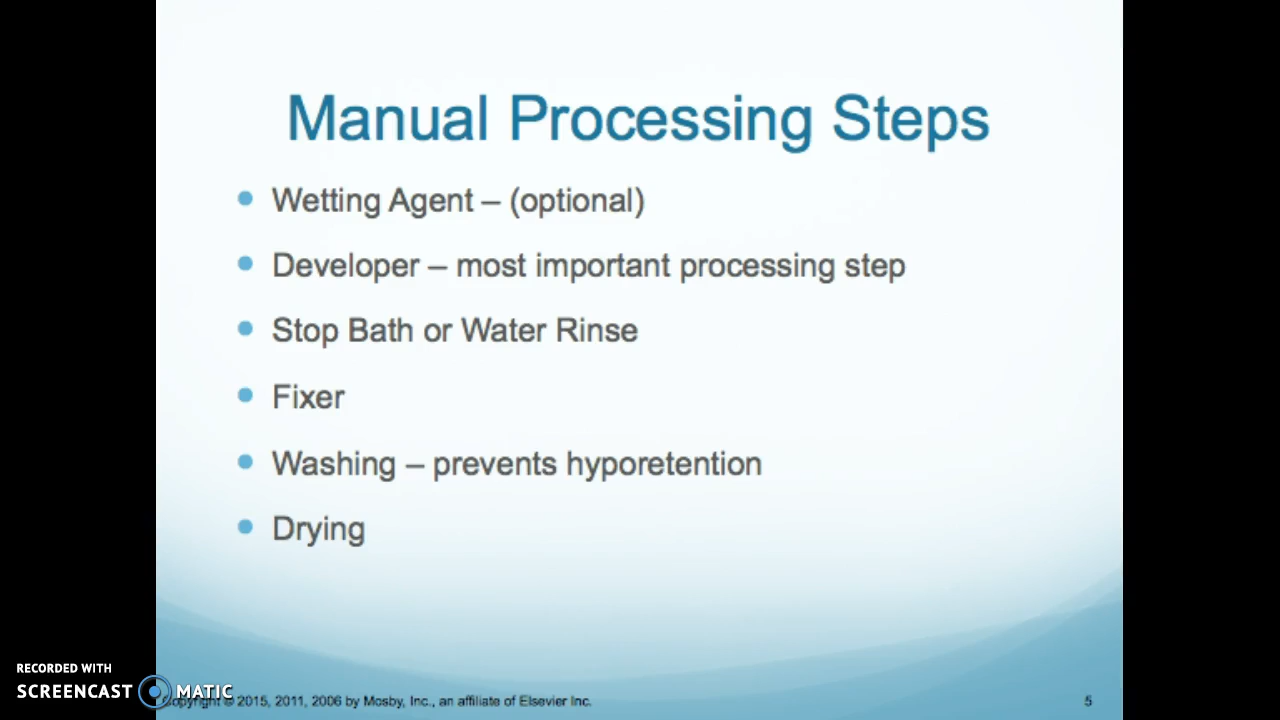 Manual Processing Steps
Wetting Agent – (optional)
Developer – most important processing step
Stop Bath or Water Rinse
Fixer
Washing – prevents hyporetention
Drying
RECORDED WITH
SCREENCAST MATIC
Copyright © 2015, 2011, 2006 by Mosby, Inc., an affiliate of Elsevier Inc.
5